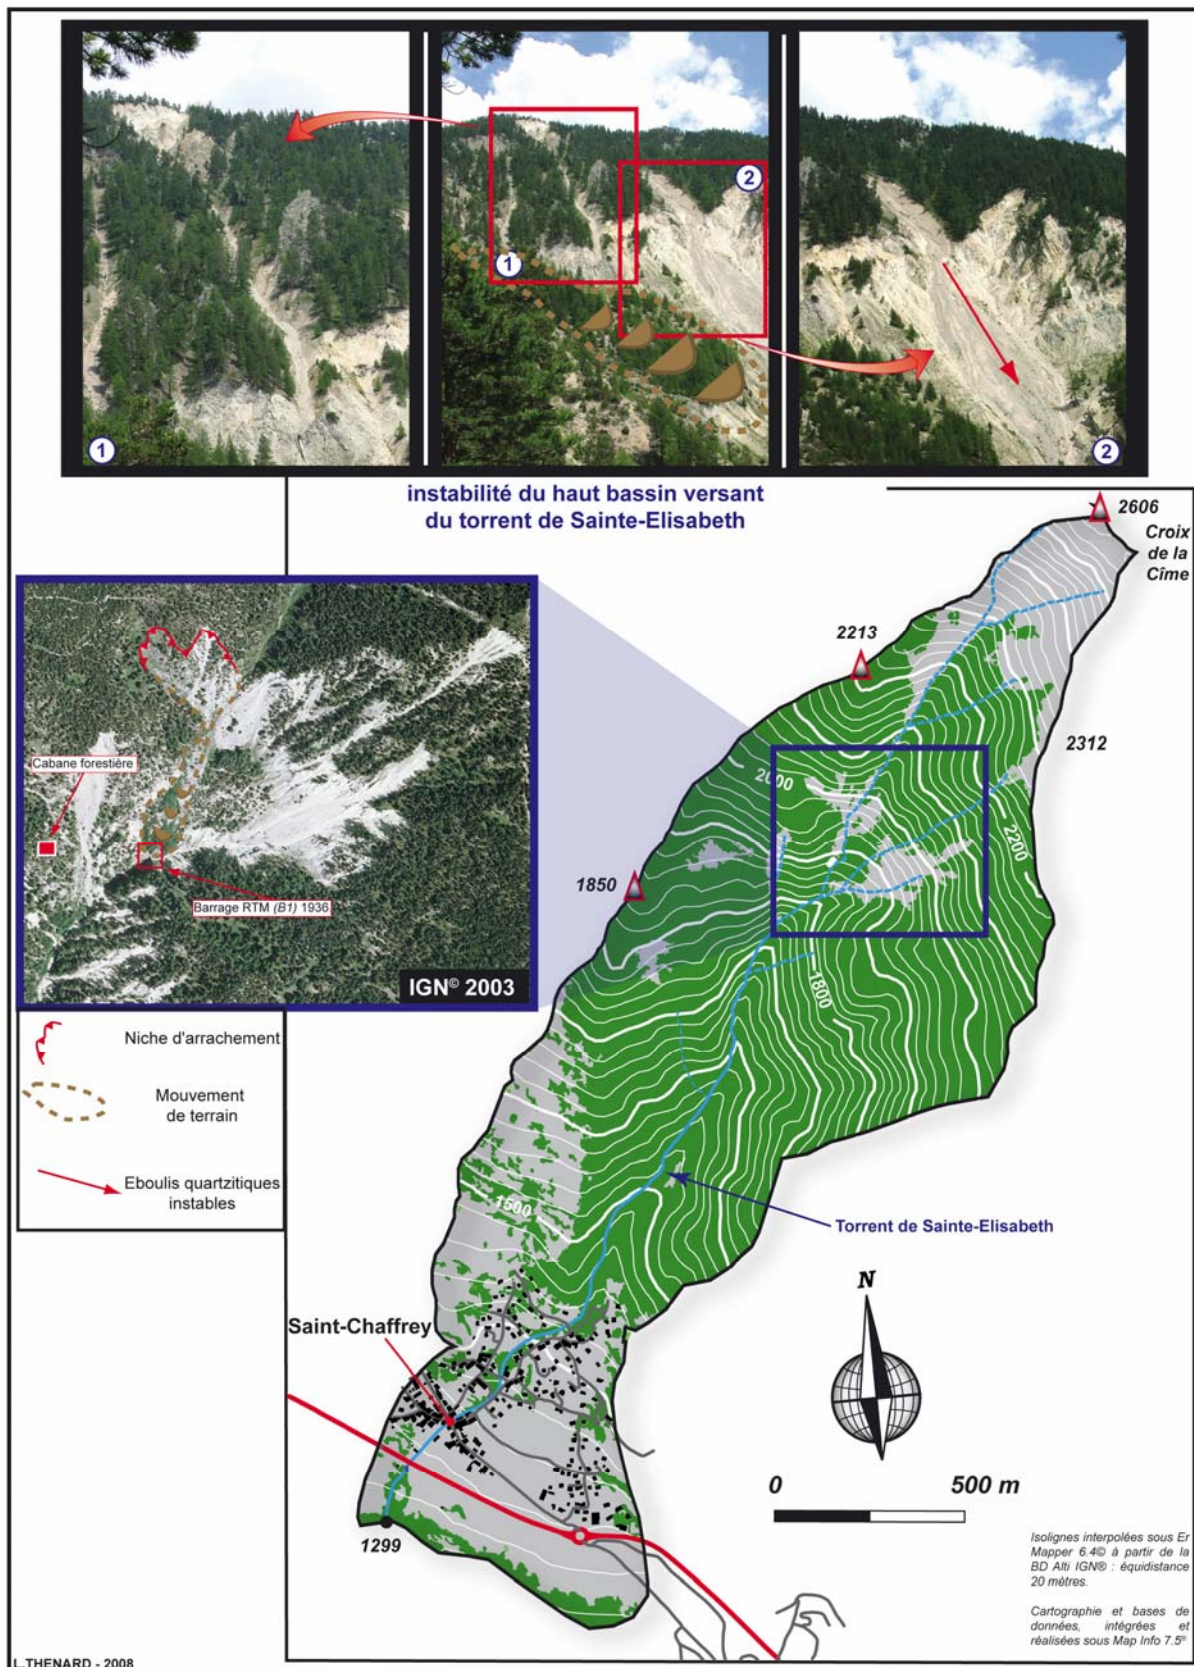 1
1
2
2
instabilité du haut bassin versant
du torrent de Sainte-Elisabeth
2606
Croix
de la
Cîme
2213
2312
2000
2200
1850
1800
1500
Cabane forestière
Barrage RTM (B1) 1936
IGN© 2003
Niche d'arrachement
Mouvement
de terrain
Eboulis quartzitiques
instables
Torrent de Sainte-Elisabeth
N
Saint-Chaffrey
0 500 m
1299
Isolignes interpolées sous Er
Mapper 6.4© à partir de la
BD Alti IGN® : équidistance
20 mètres.
Cartographie et bases de
données, intégrées et
réalisées sous Map Info 7.5®
L.THENARD - 2008